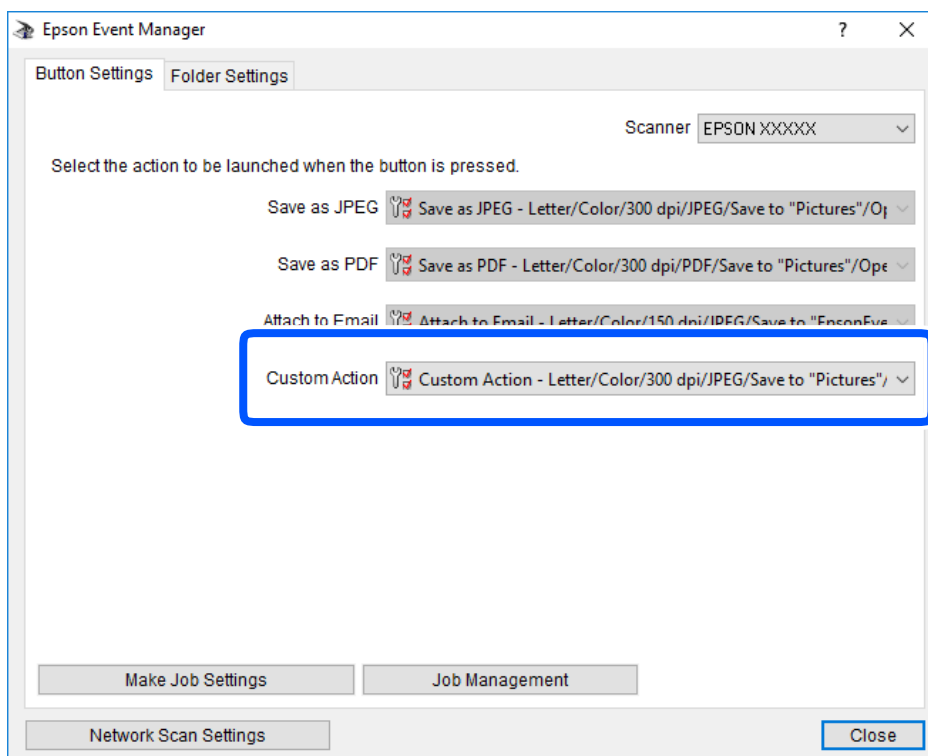 Epson Event Manager
?
Button Settings Folder Settings
Scanner EPSON XXXXX
Select the action to be launched when the button is pressed.
Save as JPEG Save as JPEG - Letter/Color/300 dpi/JPEG/Save to "Pictures"/Op
Save as PDF Save as PDF - Letter/Color/300 dpi/PDF/Save to "Pictures"/Ope
Attach to Email Attach to Email - Letter/Color/150 dpi/JPEG/Save to "EpsonEve
Custom Action Custom Action - Letter/Color/300 dpi/JPEG/Save to "Pictures"/
Make Job Settings Job Management
Network Scan Settings Close